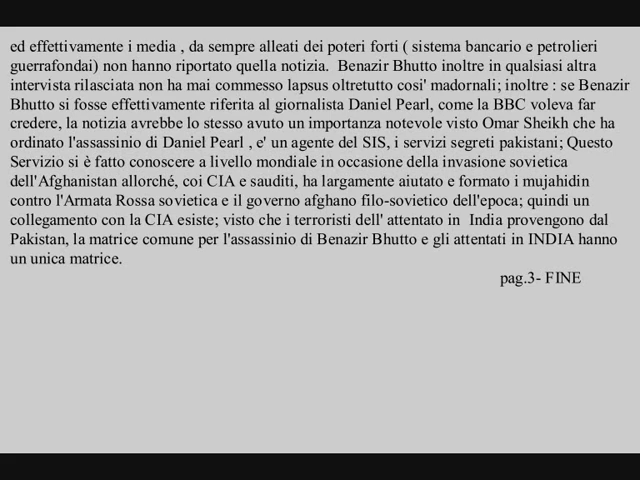 ed effettivamente i media , da sempre alleati dei poteri forti ( sistema bancario e petrolieri
guerrafondai) non hanno riportato quella notizia.  Benazir Bhutto inoltre in qualsiasi altra
intervista rilasciata non ha mai commesso lapsus oltretutto cosi' madornali; inoltre : se Benazir
Bhutto si fosse effettivamente riferita al giornalista Daniel Pearl, come la BBC voleva far
credere, la notizia avrebbe lo stesso avuto un importanza notevole visto Omar Sheikh che ha
ordinato l'assassinio di Daniel Pearl , e' un agente del SIS, i servizi segreti pakistani; Questo
Servizio si è fatto conoscere a livello mondiale in occasione della invasione sovietica
dell'Afghanistan allorché, coi CIA e sauditi, ha largamente aiutato e formato i mujahidin
contro l'Armata Rossa sovietica e il governo afghano filo-sovietico dell'epoca; quindi un
collegamento con la CIA esiste; visto che i terroristi dell' attentato in  India provengono dal
Pakistan, la matrice comune per l'assassinio di Benazir Bhutto e gli attentati in INDIA hanno
un unica matrice.
pag.3- FINE